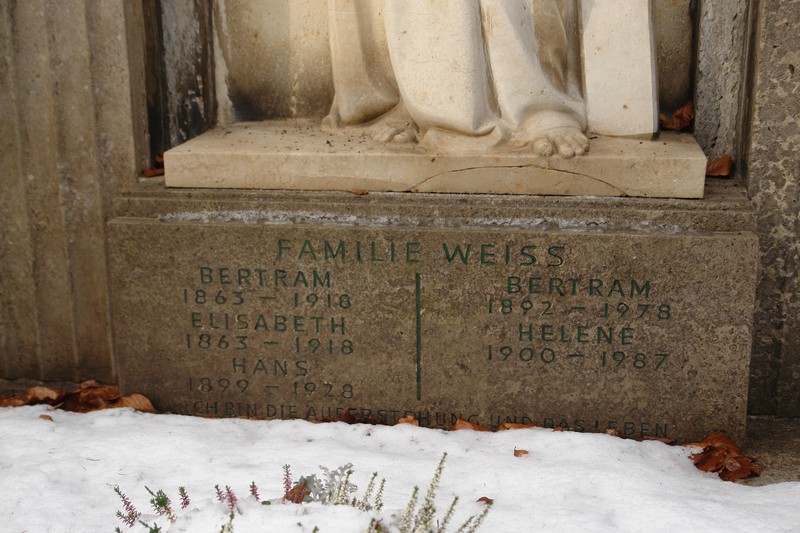 FAMILIE WEISS
BERTRAM
1863 – 1918
ELISABETH
1863 – 1918
HANS
1899 – 1928
BERTRAM
1892 – 1978
HELENE
1900 – 1987
ICH BIN DIE AUFERSTEHUNG UND DAS LEBEN